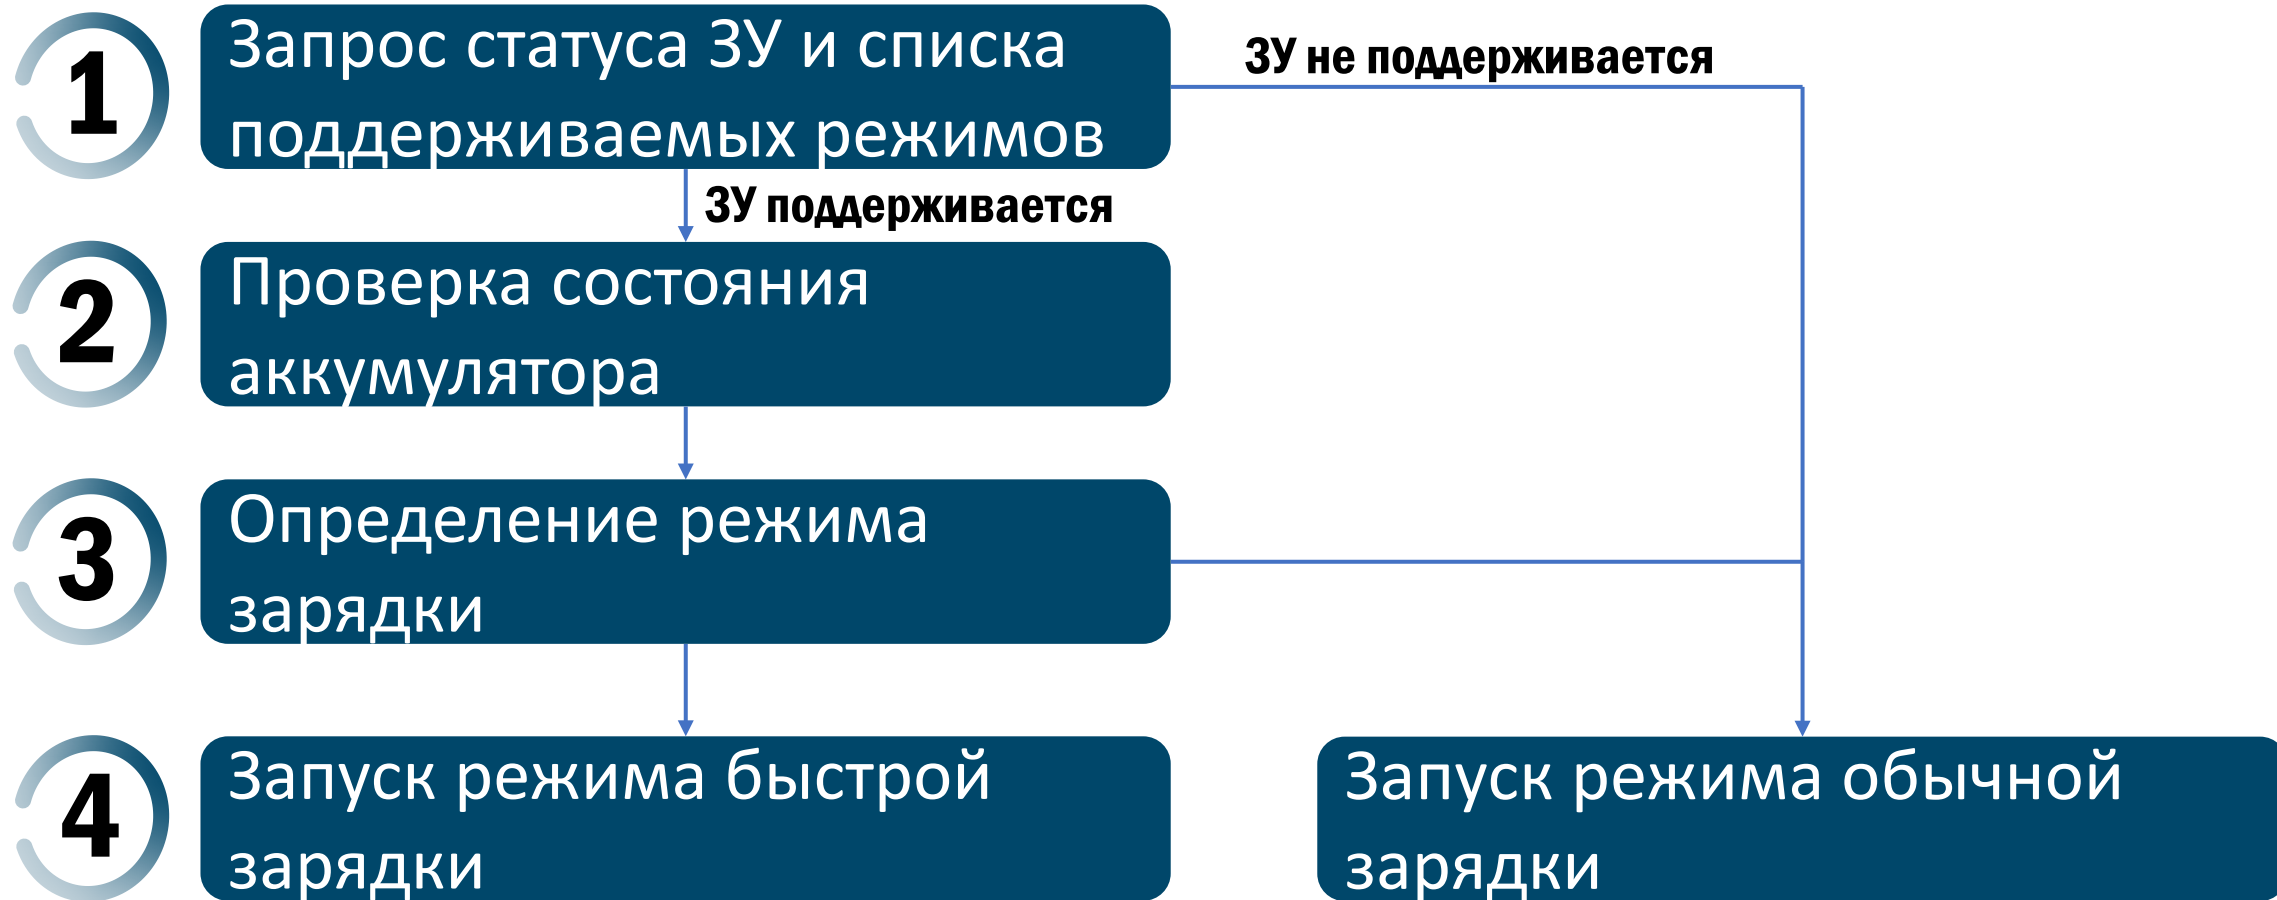 1
Запрос статуса ЗУ и списка
поддерживаемых режимов
ЗУ не поддерживается
ЗУ поддерживается
2
Проверка состояния
аккумулятора
3
Определение режима
зарядки
4
Запуск режима быстрой
зарядки
Запуск режима обычной
зарядки